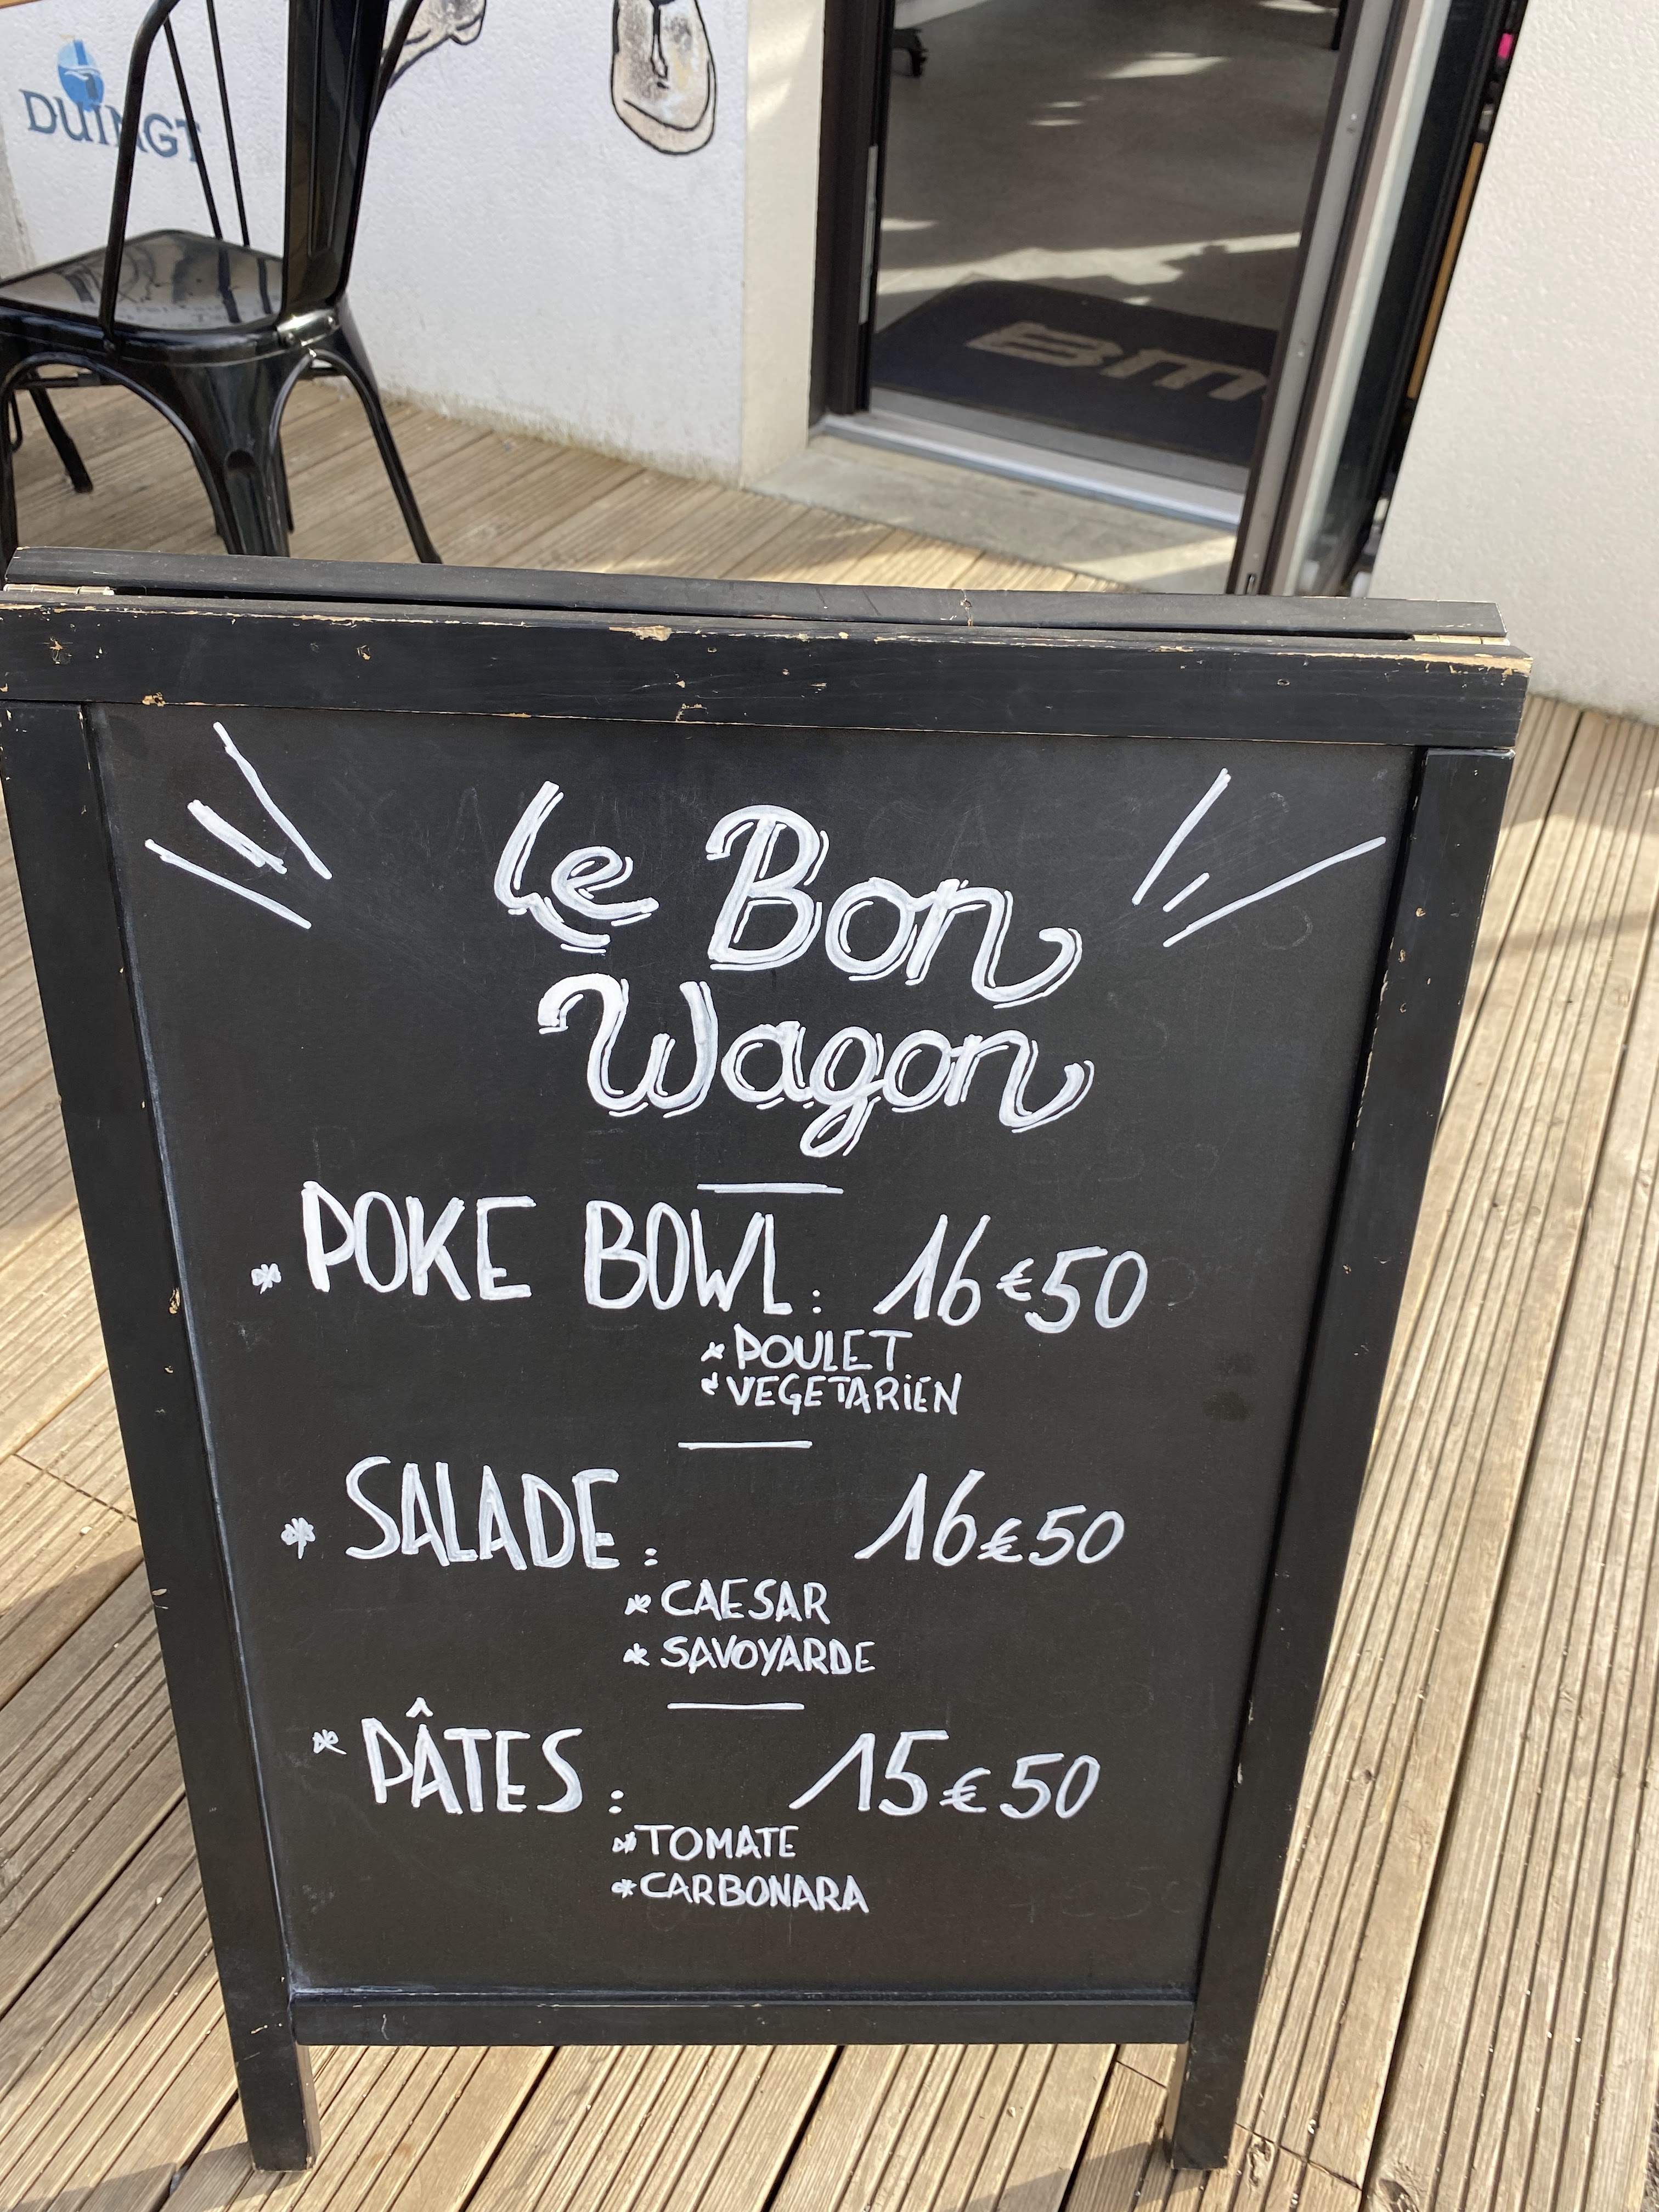 DUINGT
BM
Le Bon
Wagon
* POKE BOWL : 16€50
* POULET
* VEGETARIEN
* SALADE : 16€50
* CAESAR
* SAVOYARDE
* PÂTES : 15€50
* TOMATE
* CARBONARA